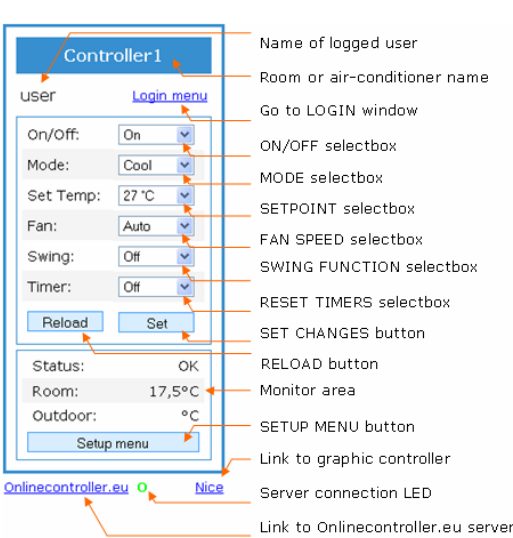 Name of logged user
Controller1
Room or air-conditioner name
user Login menu
Go to LOGIN window
On/Off: On
ON/OFF selectbox
Mode: Cool
MODE selectbox
Set Temp: 27 °C
SETPOINT selectbox
Fan: Auto
FAN SPEED selectbox
Swing: Off
SWING FUNCTION selectbox
Timer: Off
RESET TIMERS selectbox
Reload Set
SET CHANGES button
Status: OK
RELOAD button
Room: 17,5°C
Monitor area
Outdoor: °C
SETUP MENU button
Setup menu
Link to graphic controller
Onlinecontroller.eu O Nice
Server connection LED
Link to Onlinecontroller.eu server